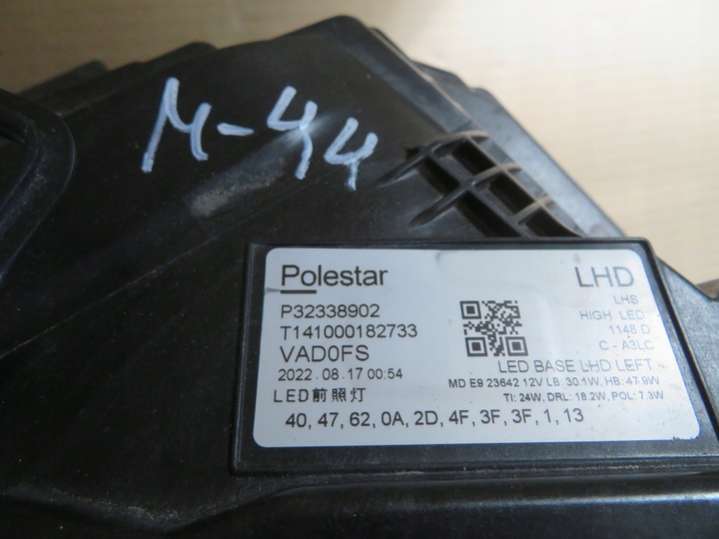 M-44
Polestar
LHD
P32338902
T141000182733
VAD0FS
2022.08.17 00:54
LED前照灯
LHS
HIGH LED
1148 D
C - A3LC
LED BASE LHD LEFT
MD E9 23642 12V LB: 30.1W, HB: 47.9W
TI: 24W, DRL: 18.2W, POL: 7.3W
40, 47, 62, 0A, 2D, 4F, 3F, 3F, 1, 13